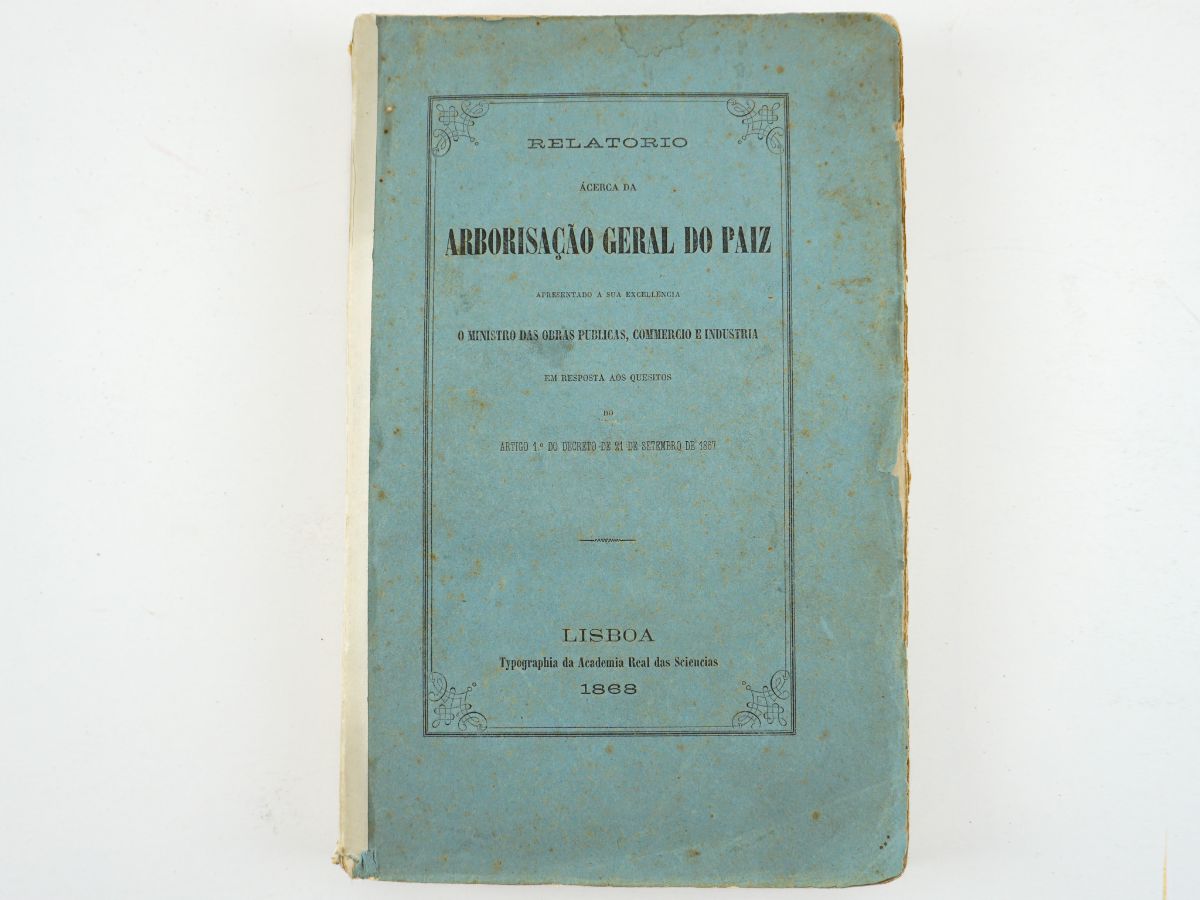 RELATORIO
ÁCERCA DA
ARBORISAÇÃO GERAL DO PAIZ
APRESENTADO A SUA EXCELLENCIA
O MINISTRO DAS OBRAS PUBLICAS, COMMERCIO E INDUSTRIA
EM RESPOSTA AOS QUESITOS
DO
ARTIGO 1.º DO DECRETO DE 21 DE SETEMBRO DE 1867
LISBOA
Typographia da Academia Real das Sciencias
1868